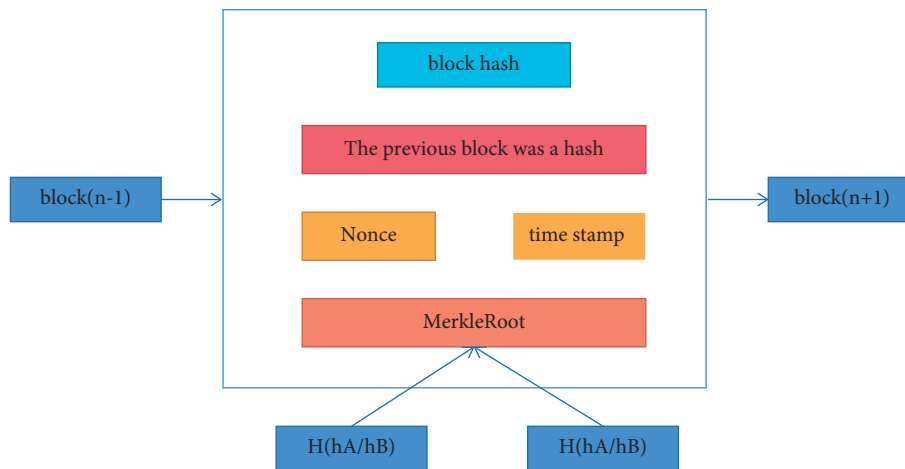 block hash
The previous block was a hash
block(n-1)
block(n+1)
Nonce
time stamp
MerkleRoot
H(hA/hB)
H(hA/hB)